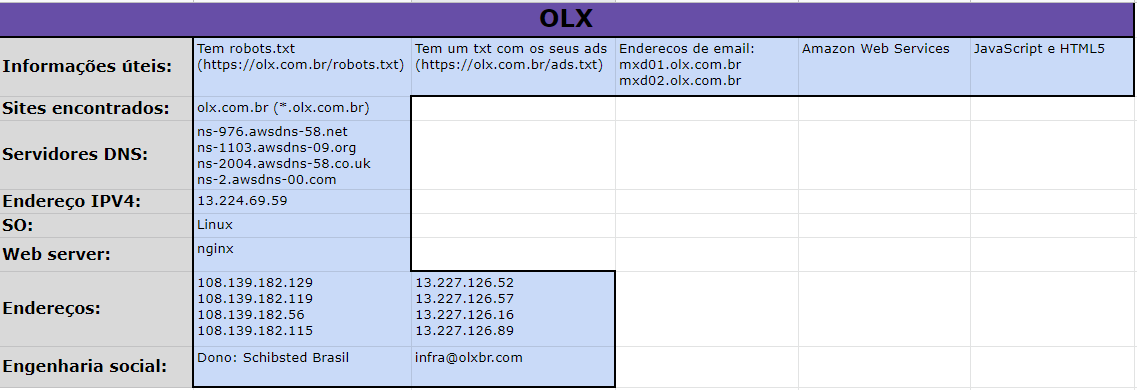 OLX
Informações úteis:
Tem robots.txt
(https://olx.com.br/robots.txt)
Tem um txt com os seus ads
(https://olx.com.br/ads.txt)
Enderecos de email:
mxd01.olx.com.br
mxd02.olx.com.br
Amazon Web Services
JavaScript e HTML5
Sites encontrados:
olx.com.br (*.olx.com.br)
Servidores DNS:
ns-976.awsdns-58.net
ns-1103.awsdns-09.org
ns-2004.awsdns-58.co.uk
ns-2.awsdns-00.com
Endereço IPV4:
13.224.69.59
SO:
Linux
Web server:
nginx
Endereços:
108.139.182.129
108.139.182.119
108.139.182.56
108.139.182.115
13.227.126.52
13.227.126.57
13.227.126.16
13.227.126.89
Engenharia social:
Dono: Schibsted Brasil
infra@olxbr.com